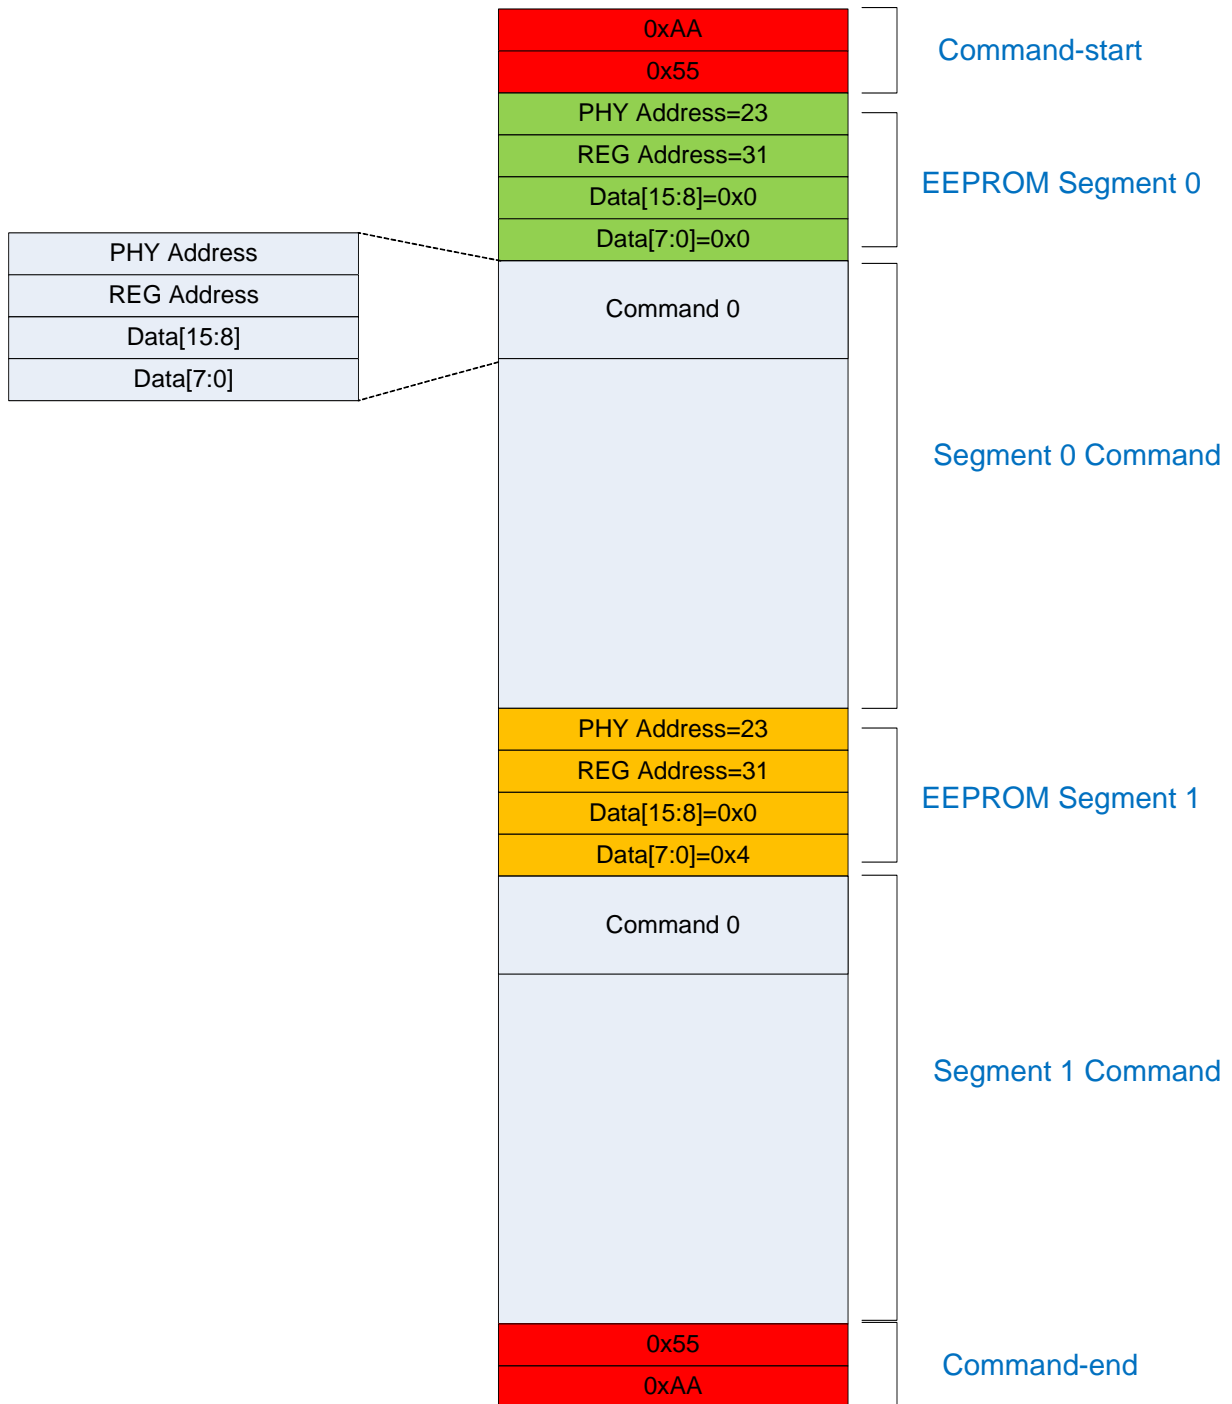 0xAA
0x55
Command-start
PHY Address=23
REG Address=31
Data[15:8]=0x0
Data[7:0]=0x0
EEPROM Segment 0
PHY Address
REG Address
Data[15:8]
Data[7:0]
Command 0
Segment 0 Command
PHY Address=23
REG Address=31
Data[15:8]=0x0
Data[7:0]=0x4
EEPROM Segment 1
Command 0
Segment 1 Command
0x55
0xAA
Command-end